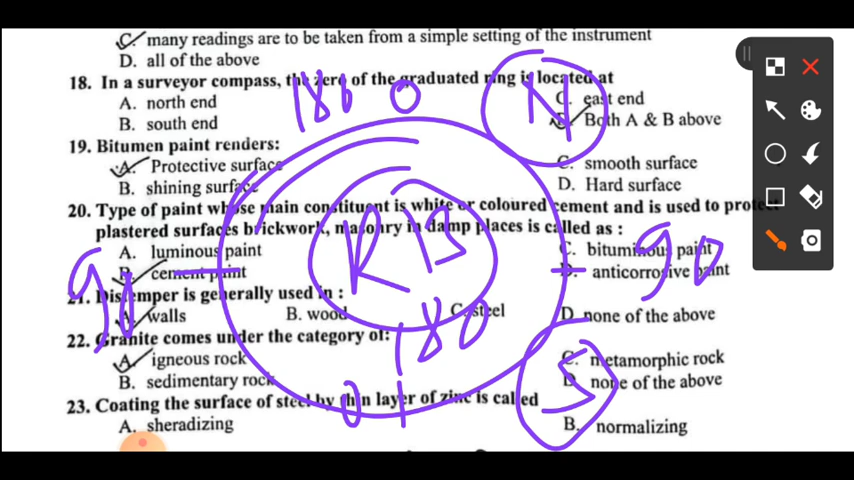 C. many readings are to be taken from a simple setting of the instrument
D. all of the above
18. In a surveyor compass, the zero of the graduated ring is located at
A. north end
C. east end
B. south end
D. Both A & B above
19. Bitumen paint renders:
A. Protective surface
C. smooth surface
B. shining surface
D. Hard surface
20. Type of paint whose main constituent is white or coloured cement and is used to protect
plastered surfaces brickwork, masonry in damp places is called as :
A. luminous paint
C. bituminous paint
B. cement paint
D. anticorrosive paint
21. Distemper is generally used in :
A. walls B. wood C. steel D. none of the above
22. Granite comes under the category of:
A. igneous rock
C. metamorphic rock
B. sedimentary rock
D. none of the above
23. Coating the surface of steel by thin layer of zinc is called
A. sheradizing
B. normalizing
180 0
N
RB
90
90
180
0
S